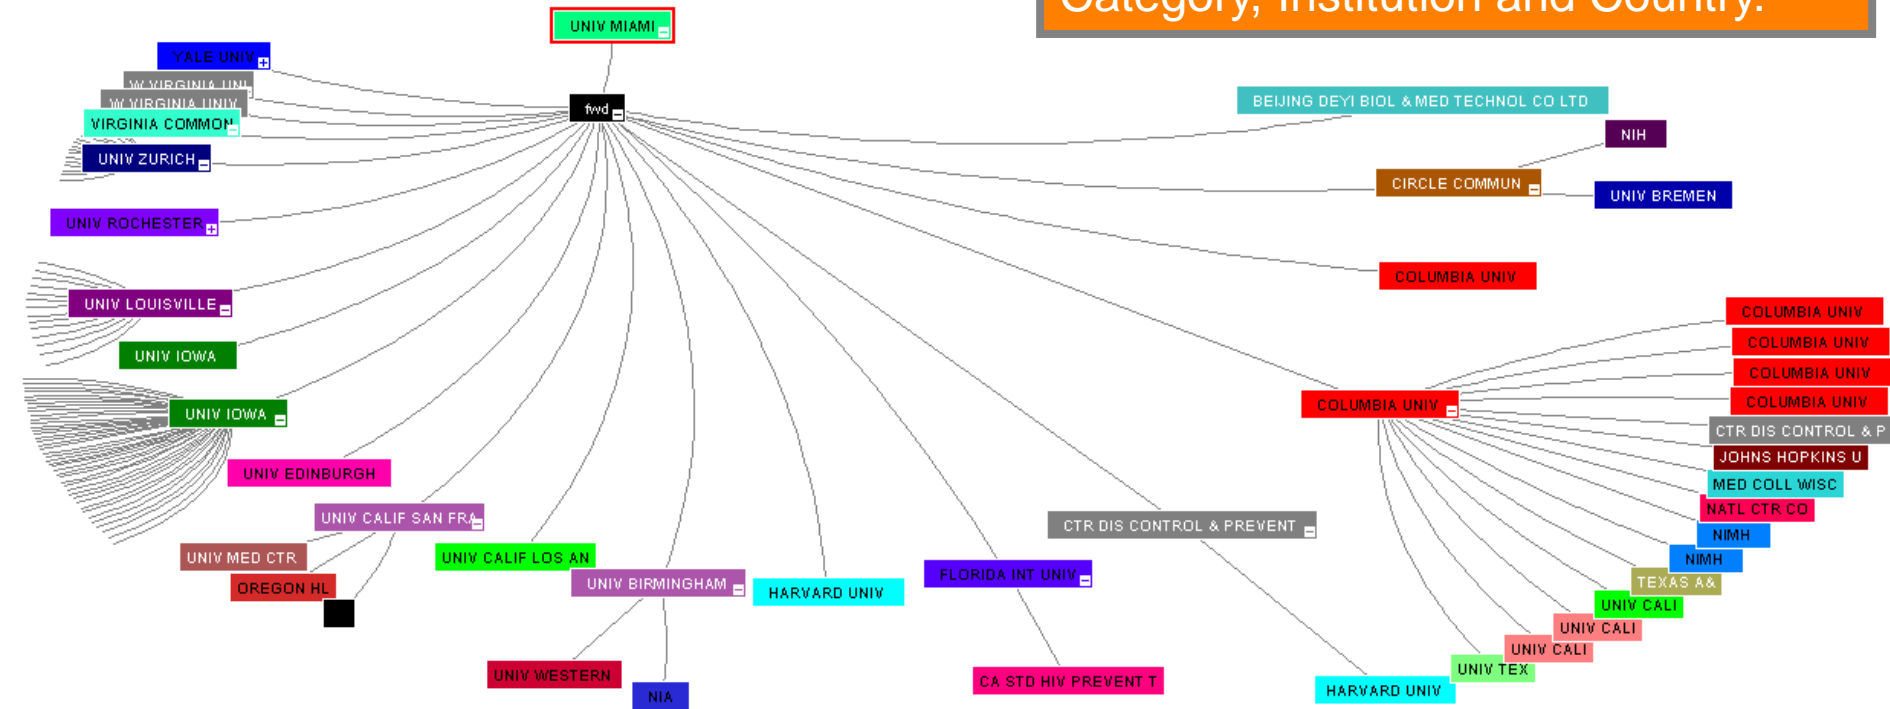 Category, Institution and Country.
UNIV MIAMI
YALE UNIV
W VIRGINIA UNI
W VIRGINIA UNIV
VIRGINIA COMMON
UNIV ZURICH
UNIV ROCHESTER
UNIV LOUISVILLE
UNIV IOWA
UNIV IOWA
fwd
BEIJING DEYI BIOL & MED TECHNOL CO LTD
NIH
CIRCLE COMMUN
UNIV BREMEN
COLUMBIA UNIV
COLUMBIA UNIV
COLUMBIA UNIV
COLUMBIA UNIV
COLUMBIA UNIV
COLUMBIA UNIV
CTR DIS CONTROL & P
JOHNS HOPKINS U
MED COLL WISC
NATL CTR CO
NIMH
NIMH
TEXAS A&
UNIV CALI
UNIV CALI
UNIV CALI
UNIV TEX
HARVARD UNIV
UNIV EDINBURGH
UNIV CALIF SAN FRA
UNIV MED CTR
OREGON HL
UNIV CALIF LOS AN
UNIV BIRMINGHAM
HARVARD UNIV
FLORIDA INT UNIV
CTR DIS CONTROL & PREVENT
UNIV WESTERN
NIA
CA STD HIV PREVENT T